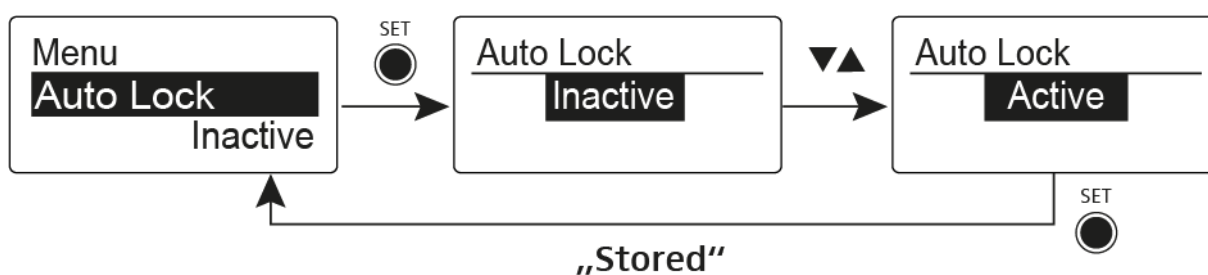 Menu
Auto Lock
Inactive
SET
Auto Lock
Inactive
▼▲
Auto Lock
Active
SET
„Stored“